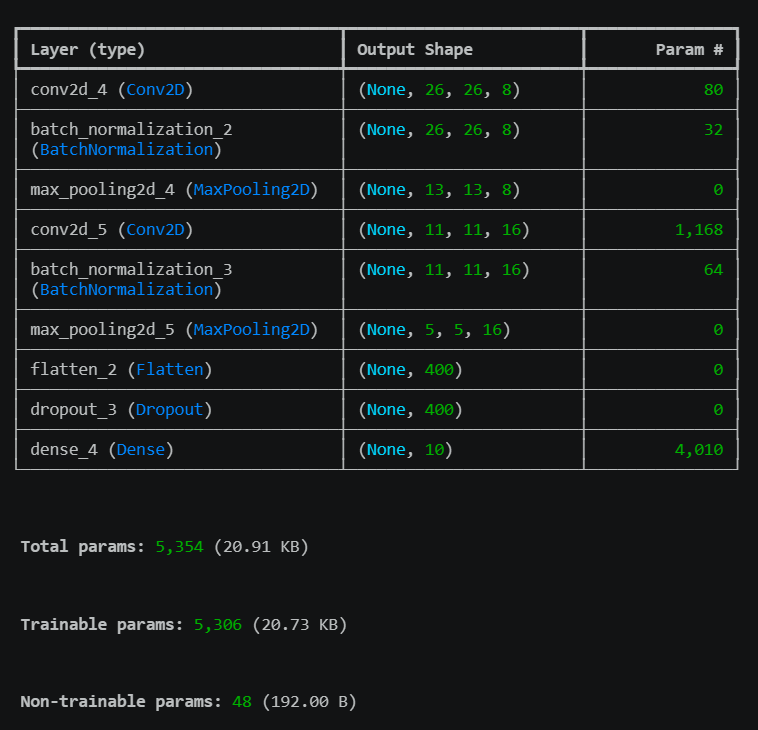 Layer (type) Output Shape Param #
conv2d_4 (Conv2D) (None, 26, 26, 8) 80
batch_normalization_2 (None, 26, 26, 8) 32
(BatchNormalization)
max_pooling2d_4 (MaxPooling2D) (None, 13, 13, 8) 0
conv2d_5 (Conv2D) (None, 11, 11, 16) 1,168
batch_normalization_3 (None, 11, 11, 16) 64
(BatchNormalization)
max_pooling2d_5 (MaxPooling2D) (None, 5, 5, 16) 0
flatten_2 (Flatten) (None, 400) 0
dropout_3 (Dropout) (None, 400) 0
dense_4 (Dense) (None, 10) 4,010
Total params: 5,354 (20.91 KB)
Trainable params: 5,306 (20.73 KB)
Non-trainable params: 48 (192.00 B)